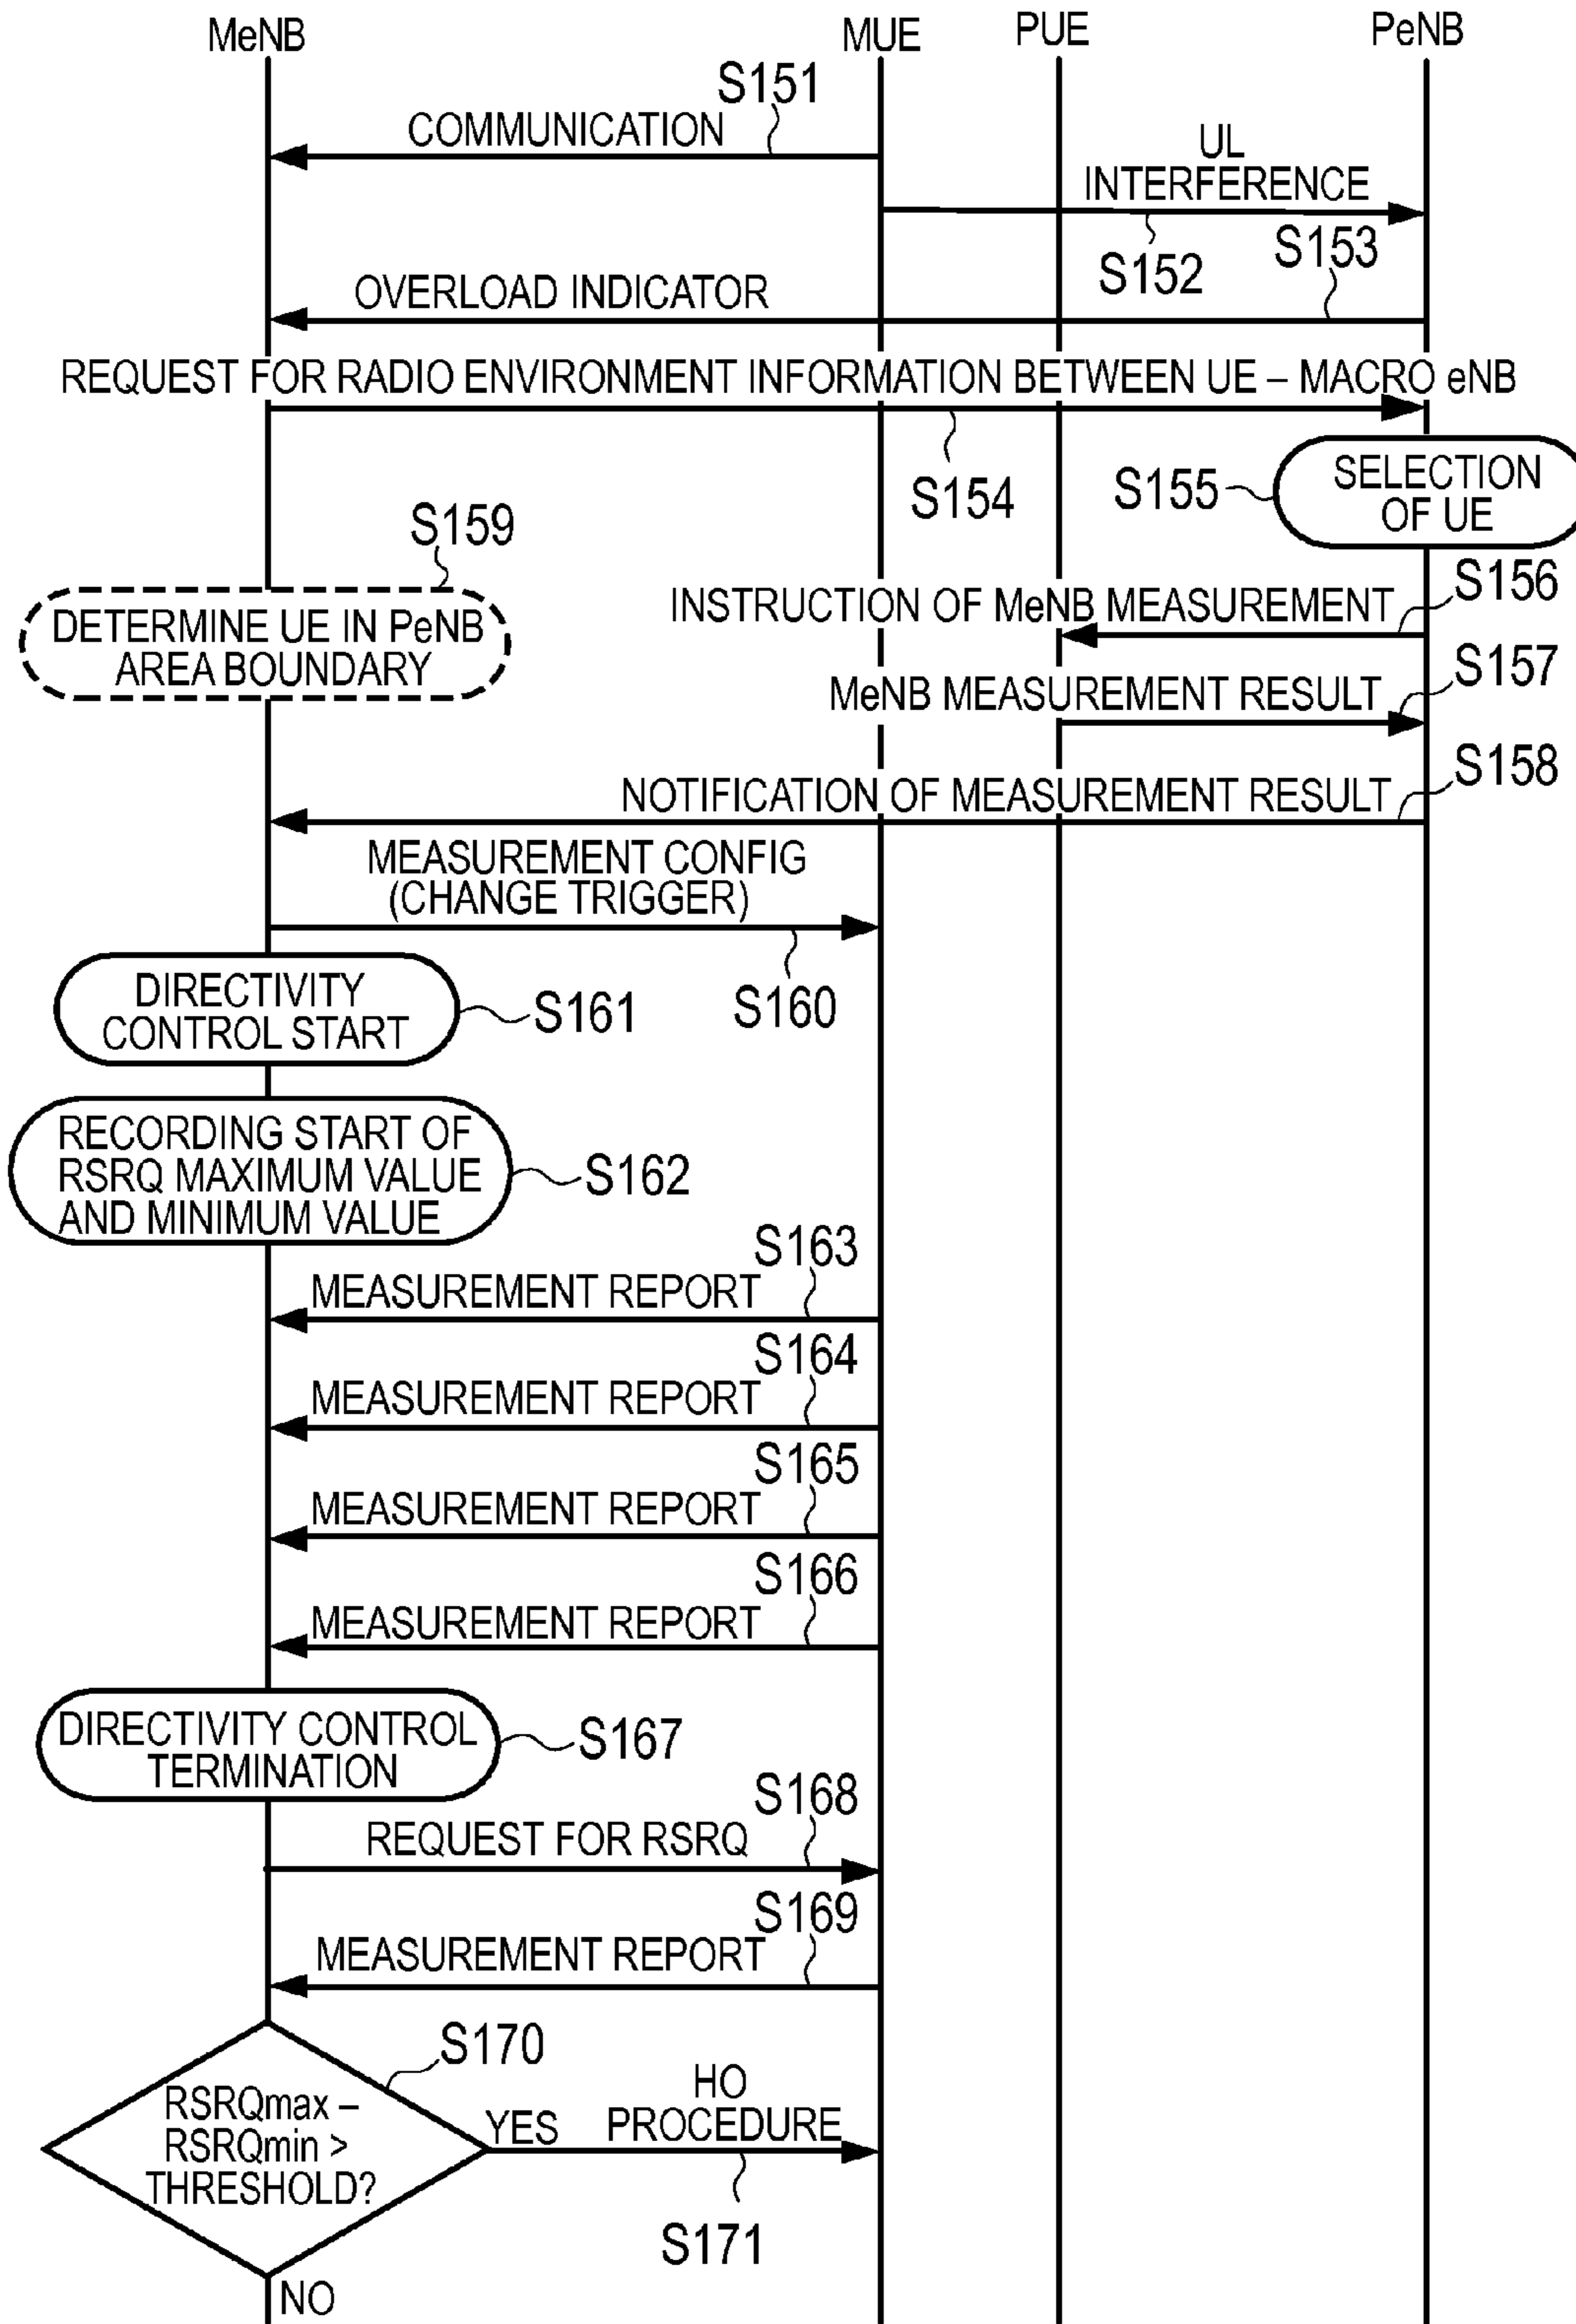 MeNB
MUE
PUE
PeNB
S151
COMMUNICATION
UL
INTERFERENCE
S152
S153
OVERLOAD INDICATOR
REQUEST FOR RADIO ENVIRONMENT INFORMATION BETWEEN UE – MACRO eNB
S154
S155
SELECTION
OF UE
S159
DETERMINE UE IN PeNB
AREA BOUNDARY
S156
INSTRUCTION OF MeNB MEASUREMENT
S157
MeNB MEASUREMENT RESULT
S158
NOTIFICATION OF MEASUREMENT RESULT
MEASUREMENT CONFIG
(CHANGE TRIGGER)
S160
DIRECTIVITY
CONTROL START
S161
RECORDING START OF
RSRQ MAXIMUM VALUE
AND MINIMUM VALUE
S162
S163
MEASUREMENT REPORT
S164
MEASUREMENT REPORT
S165
MEASUREMENT REPORT
S166
MEASUREMENT REPORT
DIRECTIVITY CONTROL
TERMINATION
S167
S168
REQUEST FOR RSRQ
S169
MEASUREMENT REPORT
S170
RSRQmax –
RSRQmin >
THRESHOLD?
YES
HO
PROCEDURE
S171
NO